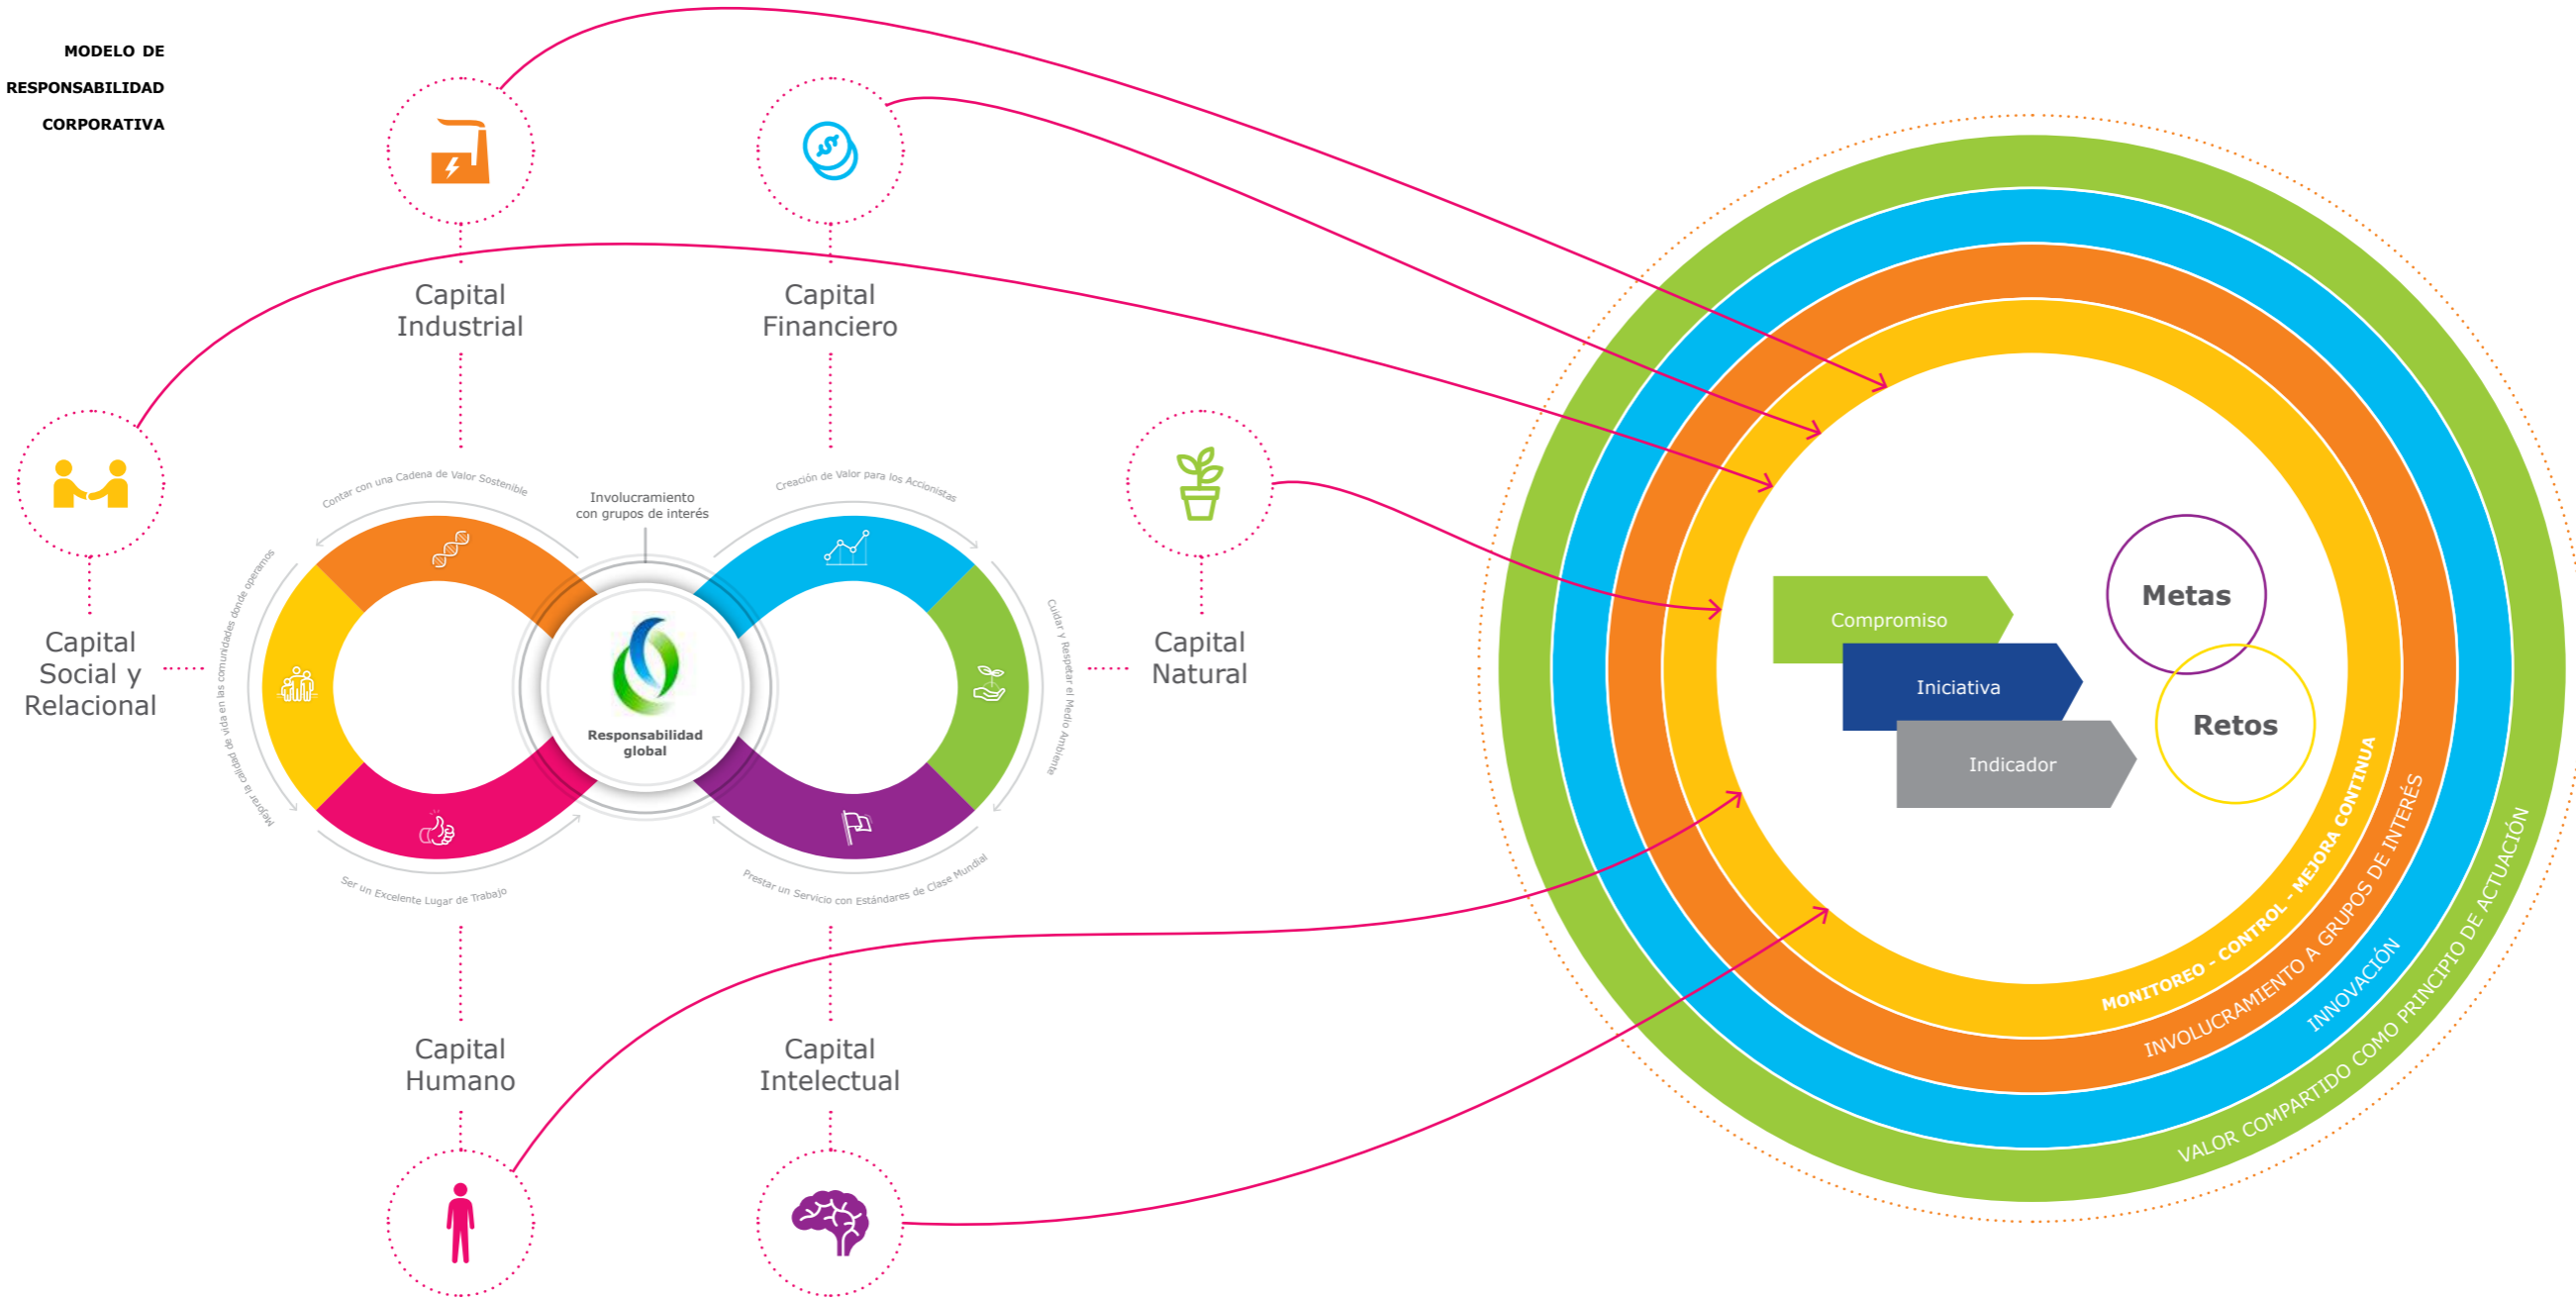 MODELO DE
RESPONSABILIDAD
CORPORATIVA
Capital
Industrial
Capital
Financiero
Capital
Social y
Relacional
Capital
Natural
Capital
Humano
Capital
Intelectual
Contar con una Cadena de Valor Sostenible
Involucramiento
con grupos de interés
Creación de Valor para los Accionistas
Mejorar la calidad de vida en las comunidades donde operamos
Cuidar y Respetar el Medio Ambiente
Responsabilidad
global
Ser un Excelente Lugar de Trabajo
Prestar un Servicio con Estándares de Clase Mundial
Compromiso
Iniciativa
Indicador
Metas
Retos
MONITOREO - CONTROL - MEJORA CONTINUA
INVOLUCRAMIENTO A GRUPOS DE INTERÉS
INNOVACIÓN
VALOR COMPARTIDO COMO PRINCIPIO DE ACTUACIÓN